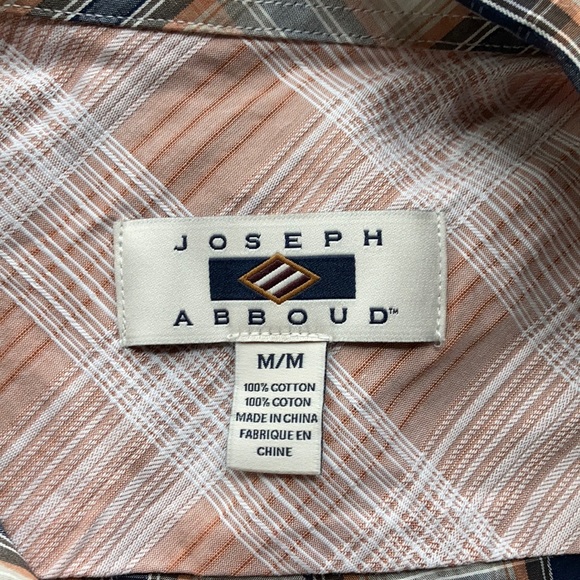 JOSEPH
ABBOUD™
M/M
100% COTTON
100% COTON
MADE IN CHINA
FABRIQUE EN
CHINE